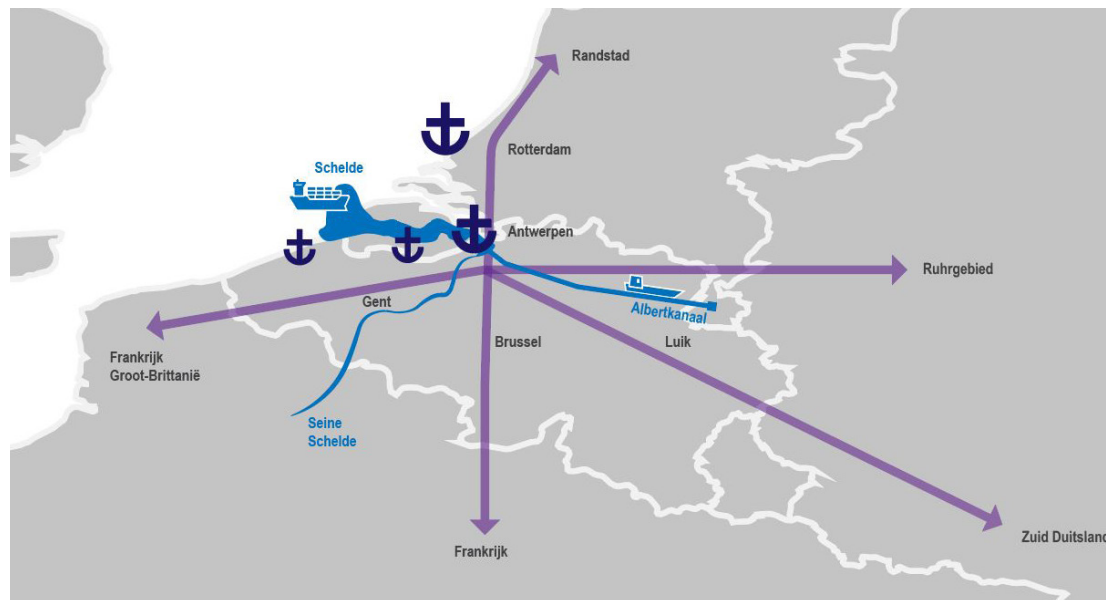 Randstad
Rotterdam
Schelde
Antwerpen
Ruhrgebied
Gent
Albertkanaal
Brussel
Luik
Frankrijk
Groot-Brittanië
Seine
Schelde
Frankrijk
Zuid Duitsland